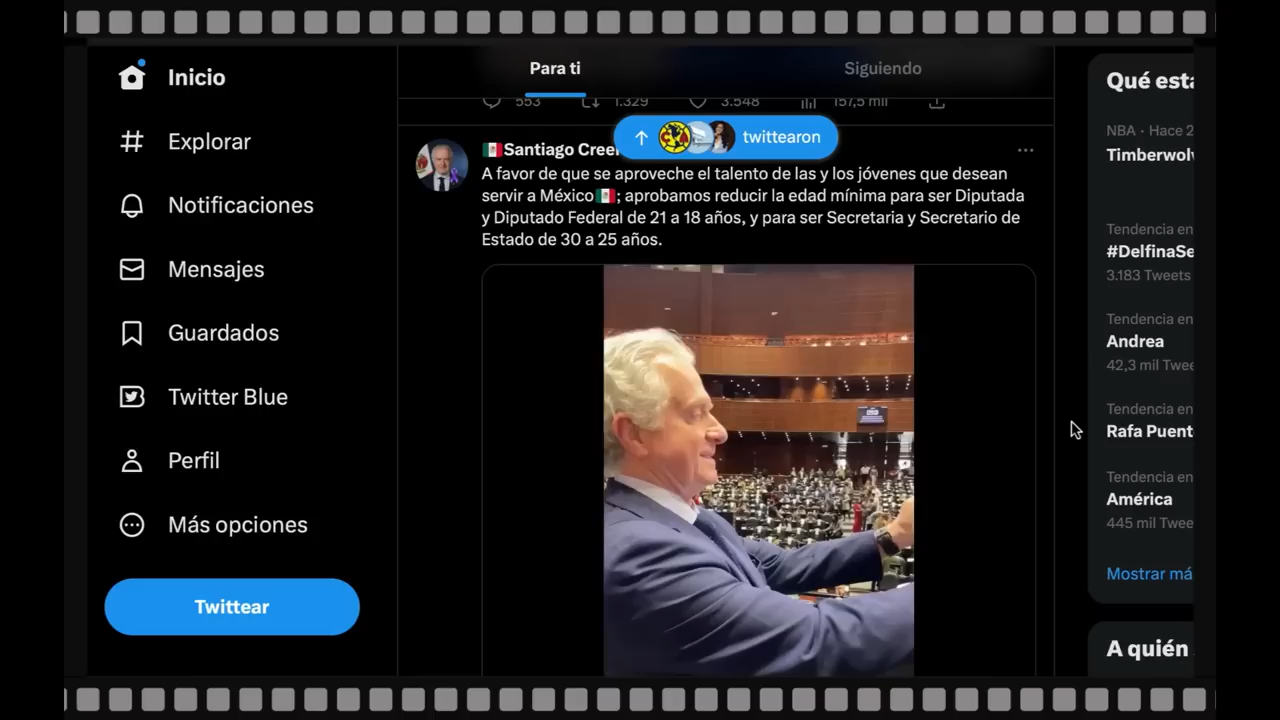 Inicio
Explorar
Notificaciones
Mensajes
Guardados
Twitter Blue
Perfil
Más opciones
Twittear
Para ti
Siguiendo
553 1.329 3.548 157,5 mil
twittearon
Santiago Creel
A favor de que se aproveche el talento de las y los jóvenes que desean
servir a México; aprobamos reducir la edad mínima para ser Diputada
y Diputado Federal de 21 a 18 años, y para ser Secretaria y Secretario de
Estado de 30 a 25 años.
Qué esta
NBA · Hace 2
Timberwolv
Tendencia en
#DelfinaSe
3.183 Tweets
Tendencia en
Andrea
42,3 mil Twee
Tendencia en
Rafa Puent
Tendencia en
América
445 mil Twee
Mostrar má
A quién